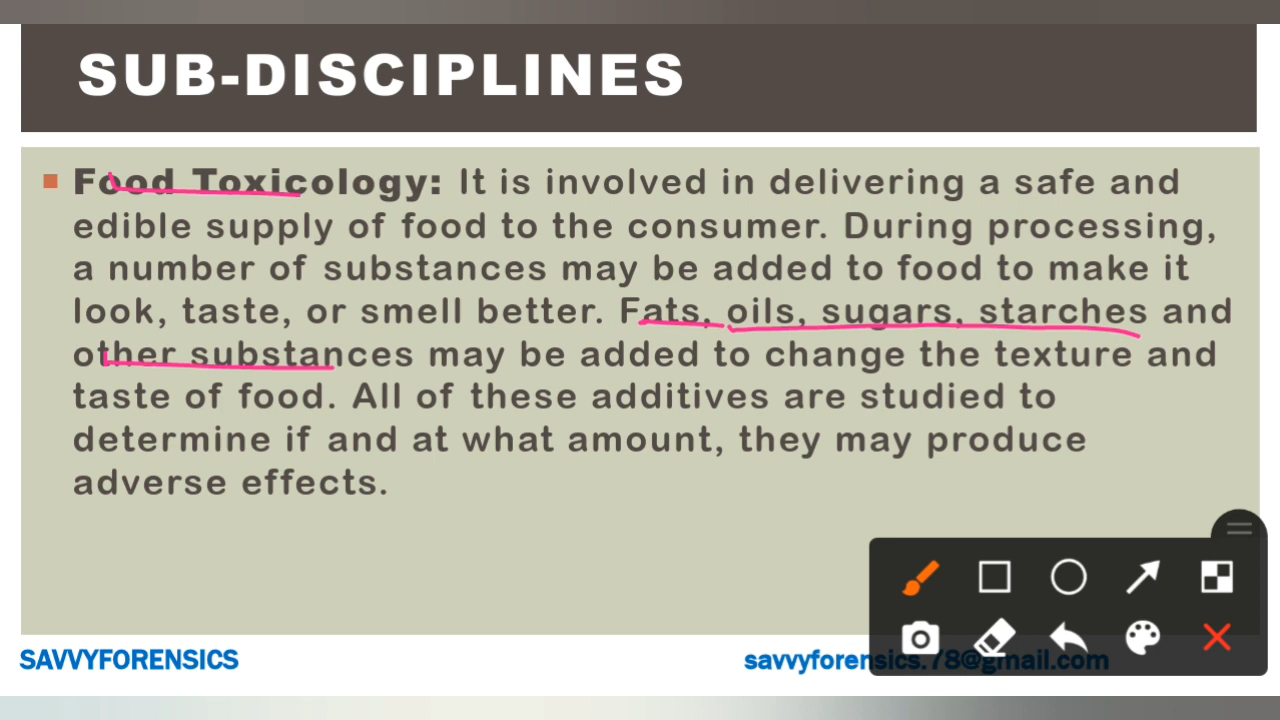 SUB-DISCIPLINES
Food Toxicology: It is involved in delivering a safe and
edible supply of food to the consumer. During processing,
a number of substances may be added to food to make it
look, taste, or smell better. Fats, oils, sugars, starches and
other substances may be added to change the texture and
taste of food. All of these additives are studied to
determine if and at what amount, they may produce
adverse effects.
SAVVYFORENSICS
savvyforensics.78@gmail.com